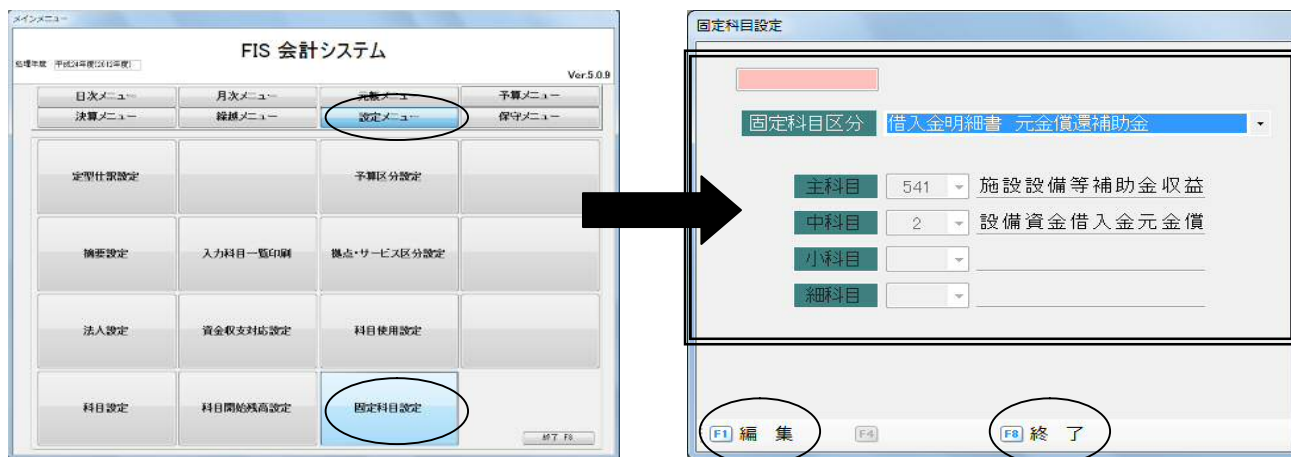 メインメニュー
FIS 会計システム
処理年度 平成24年度(2012年度)
Ver.5.0.9
日次メニュー 月次メニュー 元帳メニュー 予算メニュー
決算メニュー 繰越メニュー 設定メニュー 保守メニュー
定型仕訳設定 予算区分設定
摘要設定 入力科目一覧印刷 拠点・サービス区分設定
法人設定 資金収支対応設定 科目使用設定
科目設定 科目開始残高設定 固定科目設定
終了 F8
固定科目設定
固定科目区分 借入金明細書 元金償還補助金
主科目 541 施設設備等補助金収益
中科目 2 設備資金借入金元金償
小科目
細科目
F1 編 集 F4 F8 終 了